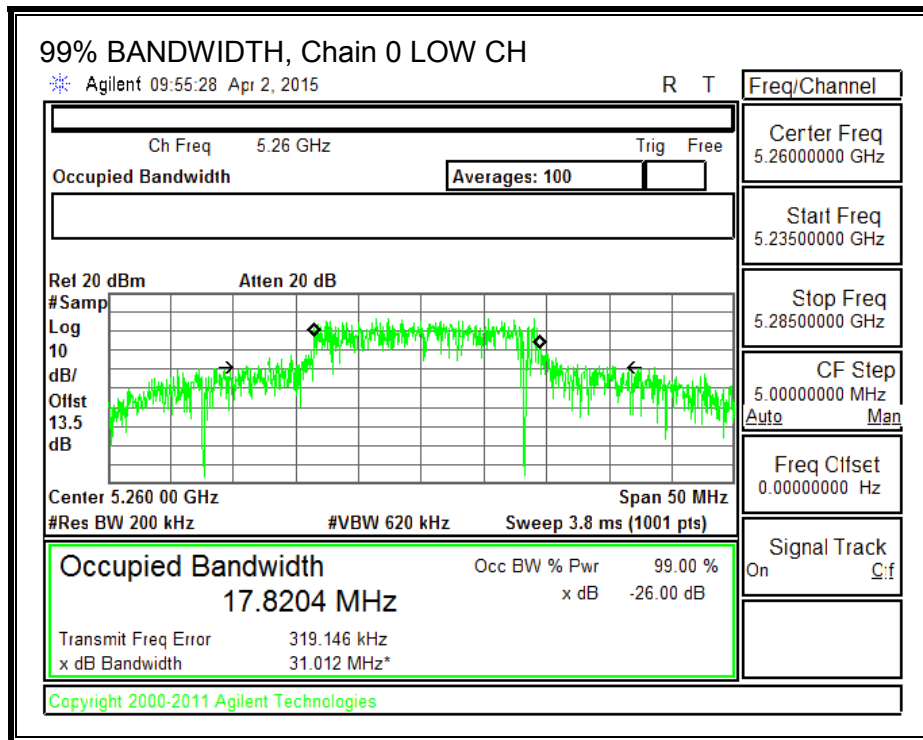 99% BANDWIDTH, Chain 0 LOW CH
Agilent 09:55:28 Apr 2, 2015 R T
Freq/Channel
Ch Freq 5.26 GHz Trig Free
Occupied Bandwidth Averages: 100
Center Freq
5.26000000 GHz
Start Freq
5.23500000 GHz
Stop Freq
5.28500000 GHz
CF Step
5.00000000 MHz
Auto Man
Freq Offset
0.00000000 Hz
Signal Track
On Off
Ref 20 dBm Atten 20 dB
#Samp
Log
10
dB/
Offst
13.5
dB
Center 5.260 00 GHz Span 50 MHz
#Res BW 200 kHz #VBW 620 kHz Sweep 3.8 ms (1001 pts)
Occupied Bandwidth Occ BW % Pwr 99.00 %
17.8204 MHz x dB -26.00 dB
Transmit Freq Error 319.146 kHz
x dB Bandwidth 31.012 MHz*
Copyright 2000-2011 Agilent Technologies